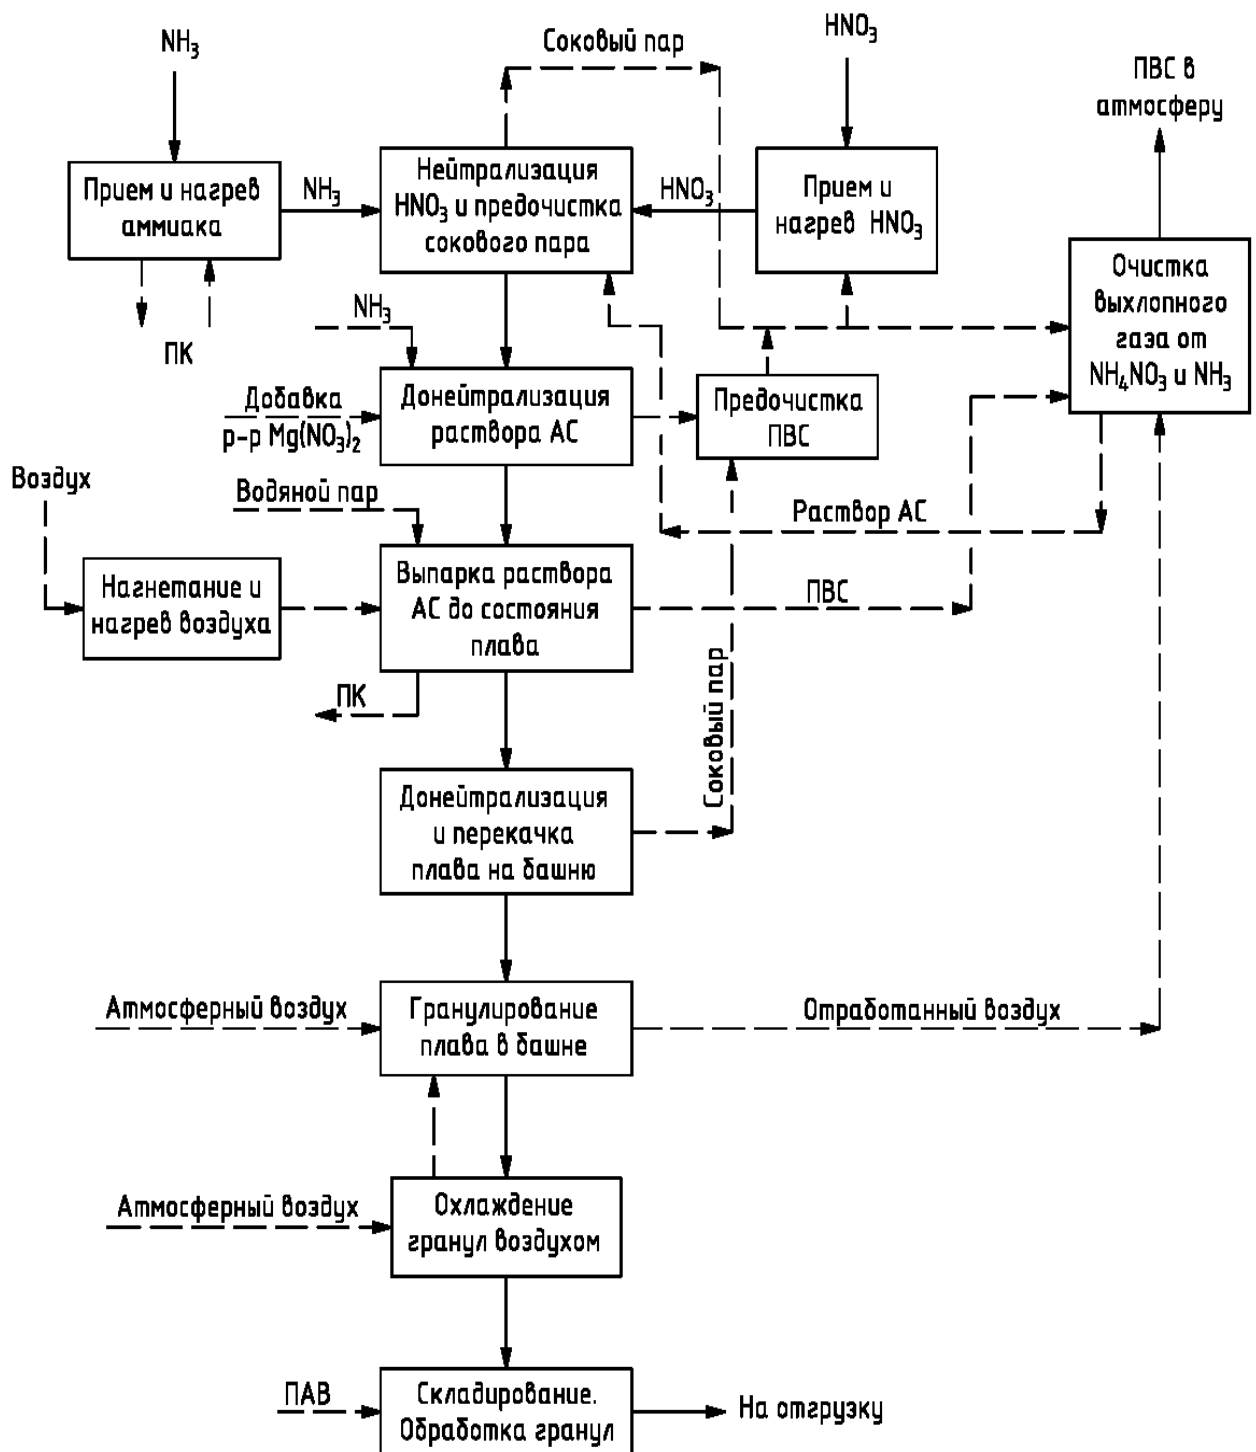 NH₃
Соковый пар
HNO₃
ПВС в
атмосферу
Прием и нагрев
аммиака
NH₃
Нейтрализация
HNO₃ и предочистка
сокового пара
HNO₃
Прием и
нагрев HNO₃
Очистка
выхлопного
газа от
NH₄NO₃ и NH₃
ПК
NH₃
Добавка
р-р Mg(NO₃)₂
Донейтрализация
раствора АС
Предочистка
ПВС
Воздух
Водяной пар
Раствор АС
Нагнетание и
нагрев воздуха
Выпарка раствора
АС до состояния
плава
ПВС
ПК
Соковый пар
Донейтрализация
и перекачка
плава на башню
Атмосферный воздух
Гранулирование
плава в башне
Отработанный воздух
Атмосферный воздух
Охлаждение
гранул воздухом
ПАВ
Складирование.
Обработка гранул
На отгрузку